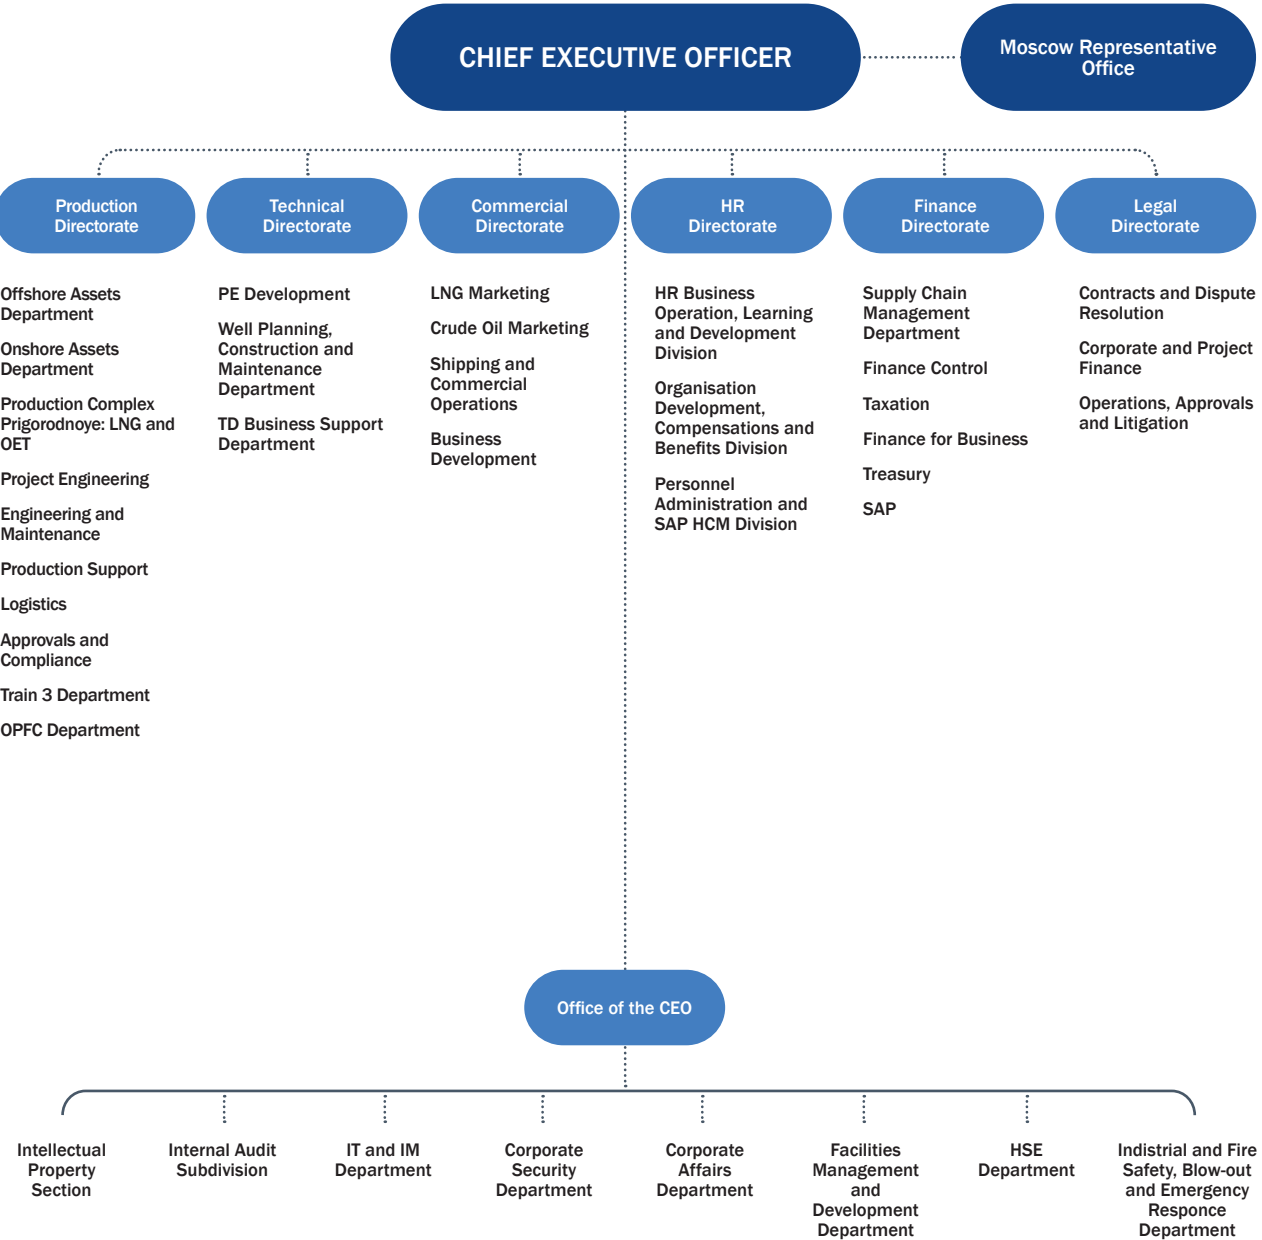 CHIEF EXECUTIVE OFFICER
Moscow Representative
Office
Production
Directorate
Technical
Directorate
Commercial
Directorate
HR
Directorate
Finance
Directorate
Legal
Directorate
Offshore Assets
Department
Onshore Assets
Department
Production Complex
Prigorodnoye: LNG and
OET
Project Engineering
Engineering and
Maintenance
Production Support
Logistics
Approvals and
Compliance
Train 3 Department
OPFC Department
PE Development
Well Planning,
Construction and
Maintenance
Department
TD Business Support
Department
LNG Marketing
Crude Oil Marketing
Shipping and
Commercial
Operations
Business
Development
HR Business
Operation, Learning
and Development
Division
Organisation
Development,
Compensations and
Benefits Division
Personnel
Administration and
SAP HCM Division
Supply Chain
Management
Department
Finance Control
Taxation
Finance for Business
Treasury
SAP
Contracts and Dispute
Resolution
Corporate and Project
Finance
Operations, Approvals
and Litigation
Office of the CEO
Intellectual
Property
Section
Internal Audit
Subdivision
IT and IM
Department
Corporate
Security
Department
Corporate
Affairs
Department
Facilities
Management
and
Development
Department
HSE
Department
Indistrial and Fire
Safety, Blow-out
and Emergency
Responce
Department